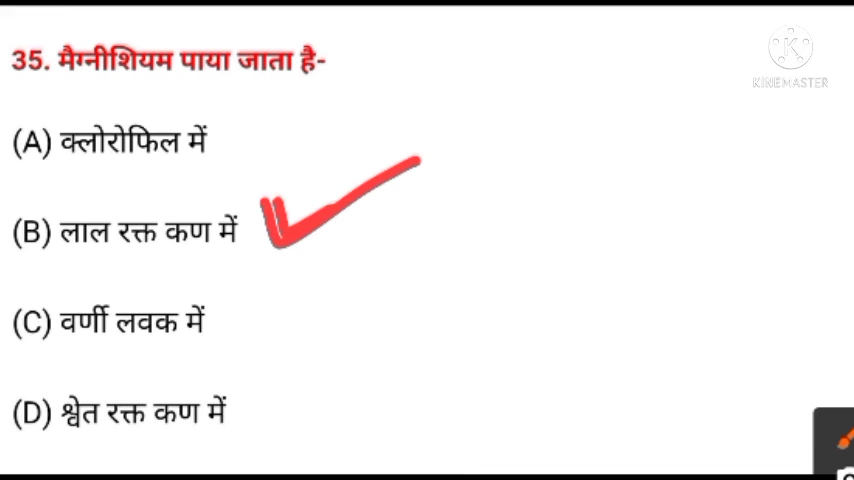 35. मैग्नीशियम पाया जाता है-
KINEMASTER
(A) क्लोरोफिल में
(B) लाल रक्त कण में
(C) वर्णी लवक में
(D) श्वेत रक्त कण में